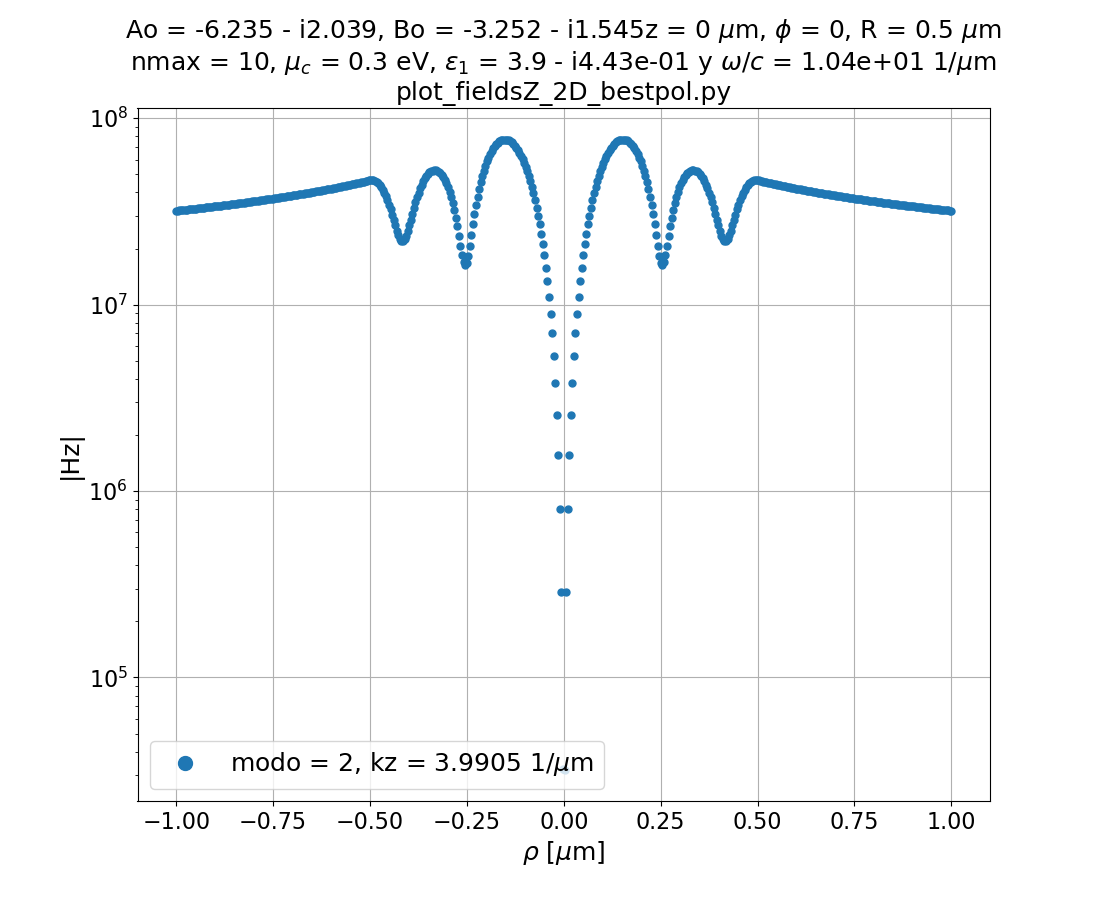 Ao = -6.235 - i2.039, Bo = -3.252 - i1.545z = 0 μm, ϕ = 0, R = 0.5 μm
nmax = 10, μc = 0.3 eV, ε1 = 3.9 - i4.43e-01 y ω/c = 1.04e+01 1/μm
plot_fieldsZ_2D_bestpol.py
10^8
10^7
10^6
10^5
|Hz|
modo = 2, kz = 3.9905 1/μm
−1.00 −0.75 −0.50 −0.25 0.00 0.25 0.50 0.75 1.00
ρ [μm]